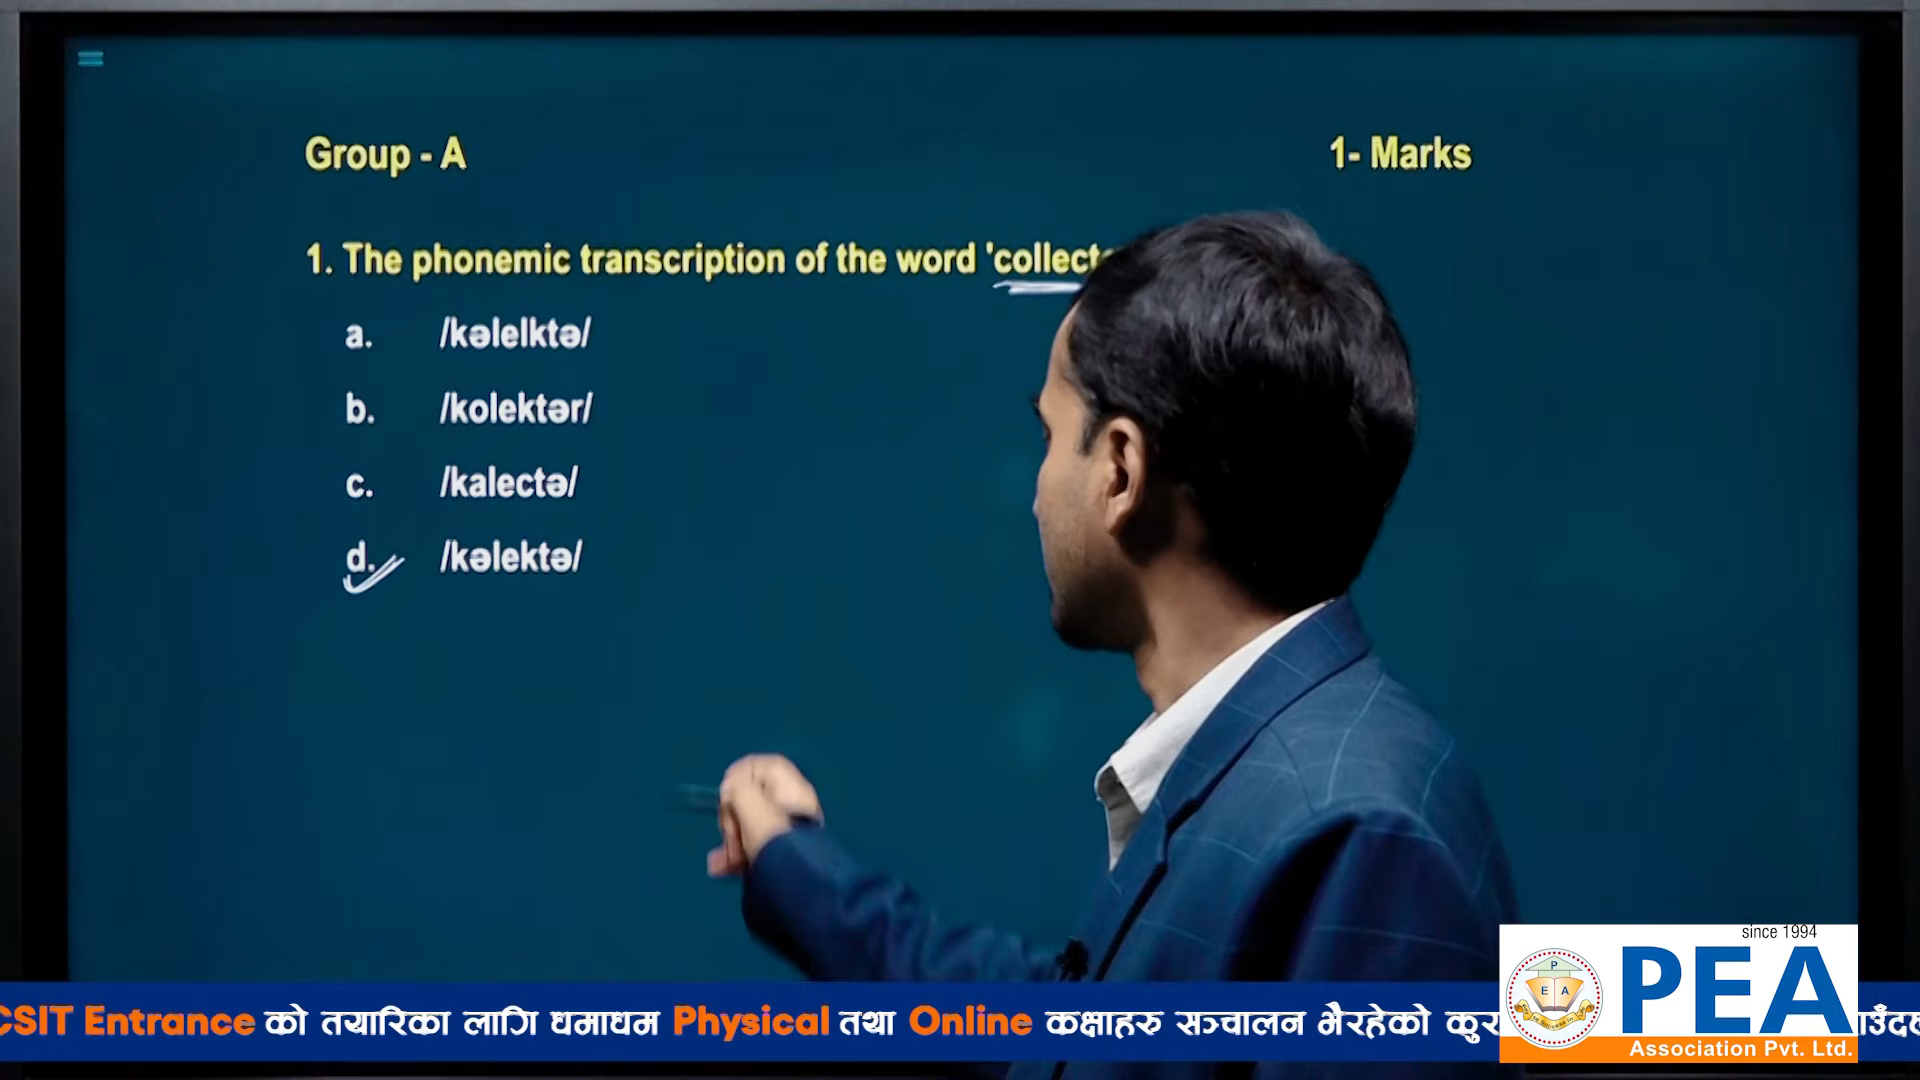 Group - A
1- Marks
1. The phonemic transcription of the word 'collect
a. /kəlelktə/
b. /kolektər/
c. /kalectə/
d. /kəlektə/
since 1994
P
E A
PEA
Association Pvt. Ltd.
CSIT Entrance को तयारिका लागि धमाधम Physical तथा Online कक्षाहरु सञ्चालन भैरहेको